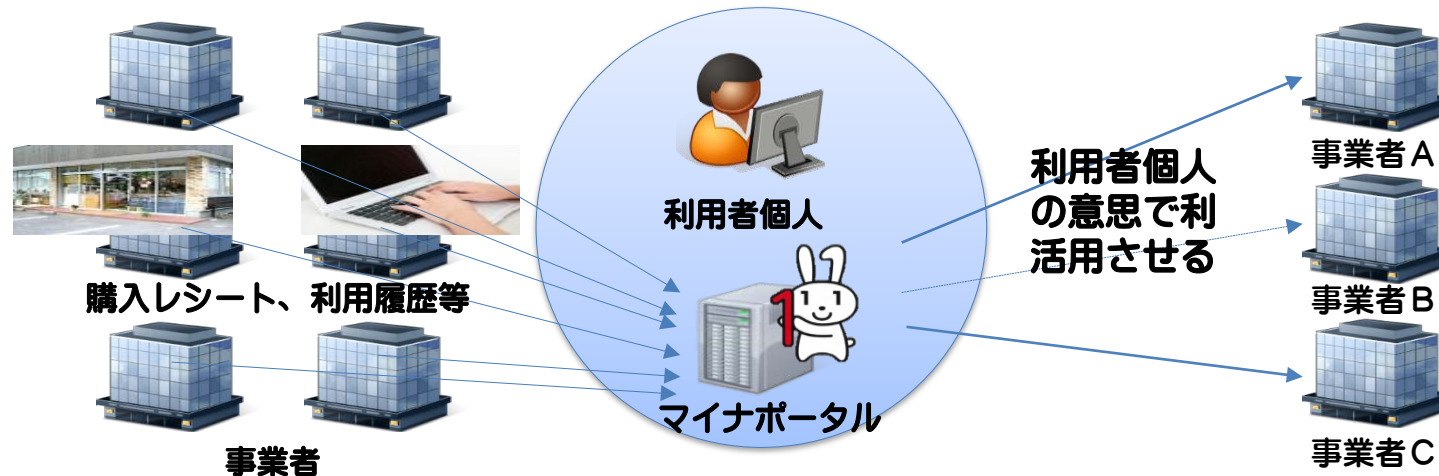 利用者個人
購入レシート、利用履歴等
1
マイナポータル
事業者
利用者個人
の意思で利
活用させる
事業者A
事業者B
事業者C